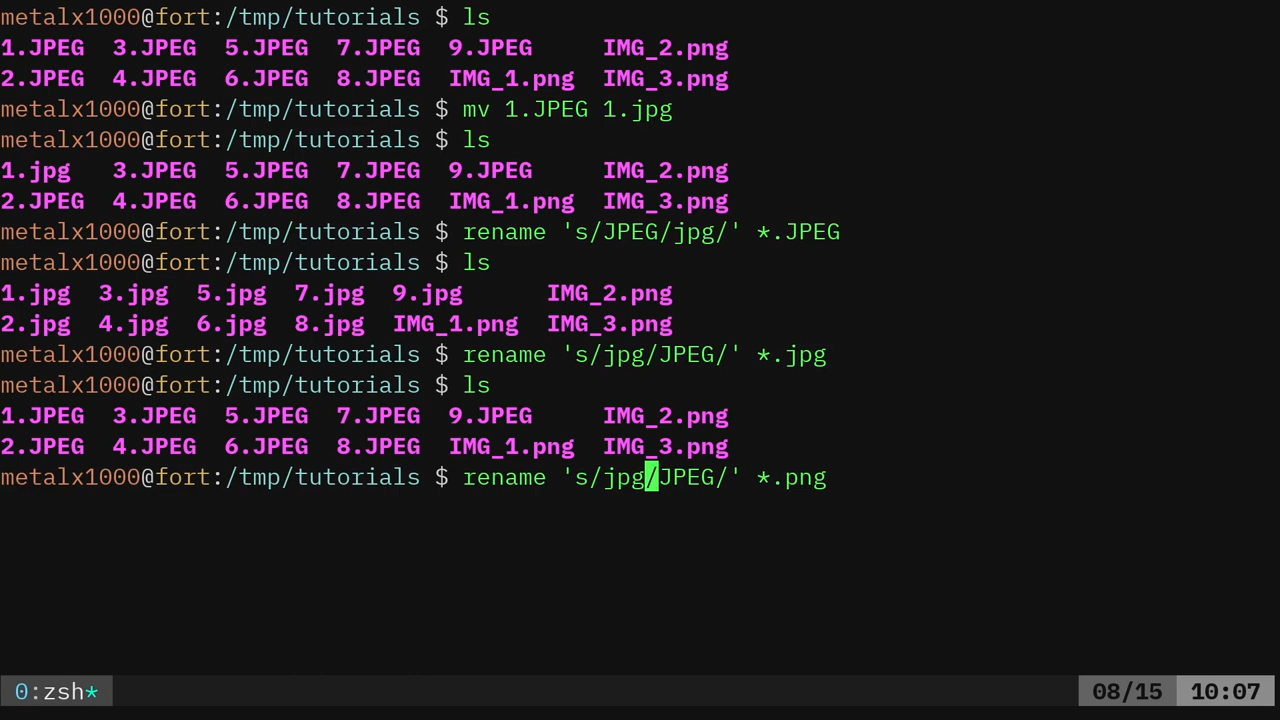 metalx1000@fort:/tmp/tutorials $ ls
1.JPEG  3.JPEG  5.JPEG  7.JPEG  9.JPEG     IMG_2.png
2.JPEG  4.JPEG  6.JPEG  8.JPEG  IMG_1.png  IMG_3.png
metalx1000@fort:/tmp/tutorials $ mv 1.JPEG 1.jpg
metalx1000@fort:/tmp/tutorials $ ls
1.jpg   3.JPEG  5.JPEG  7.JPEG  9.JPEG     IMG_2.png
2.JPEG  4.JPEG  6.JPEG  8.JPEG  IMG_1.png  IMG_3.png
metalx1000@fort:/tmp/tutorials $ rename 's/JPEG/jpg/' *.JPEG
metalx1000@fort:/tmp/tutorials $ ls
1.jpg  3.jpg  5.jpg  7.jpg  9.jpg      IMG_2.png
2.jpg  4.jpg  6.jpg  8.jpg  IMG_1.png  IMG_3.png
metalx1000@fort:/tmp/tutorials $ rename 's/jpg/JPEG/' *.jpg
metalx1000@fort:/tmp/tutorials $ ls
1.JPEG  3.JPEG  5.JPEG  7.JPEG  9.JPEG     IMG_2.png
2.JPEG  4.JPEG  6.JPEG  8.JPEG  IMG_1.png  IMG_3.png
metalx1000@fort:/tmp/tutorials $ rename 's/jpg/JPEG/' *.png
0:zsh* 08/15 10:07